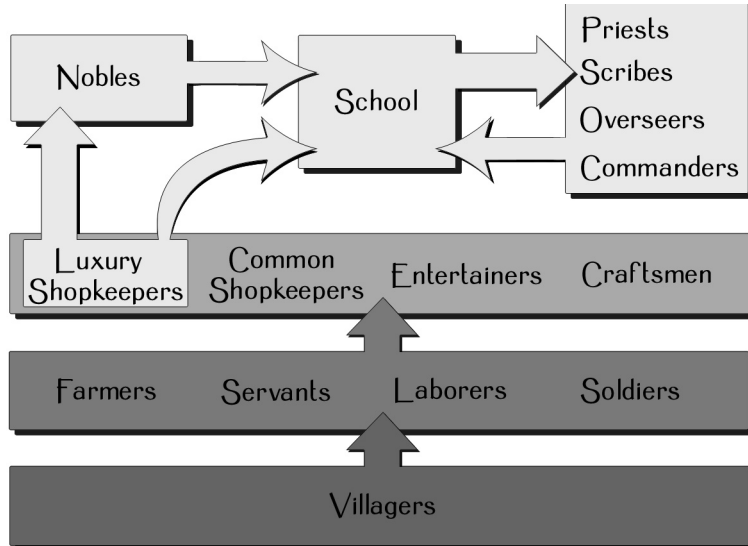 Nobles
School
Priests
Scribes
Overseers
Commanders
Luxury
Shopkeepers
Common
Shopkeepers
Entertainers
Craftsmen
Farmers
Servants
Laborers
Soldiers
Villagers